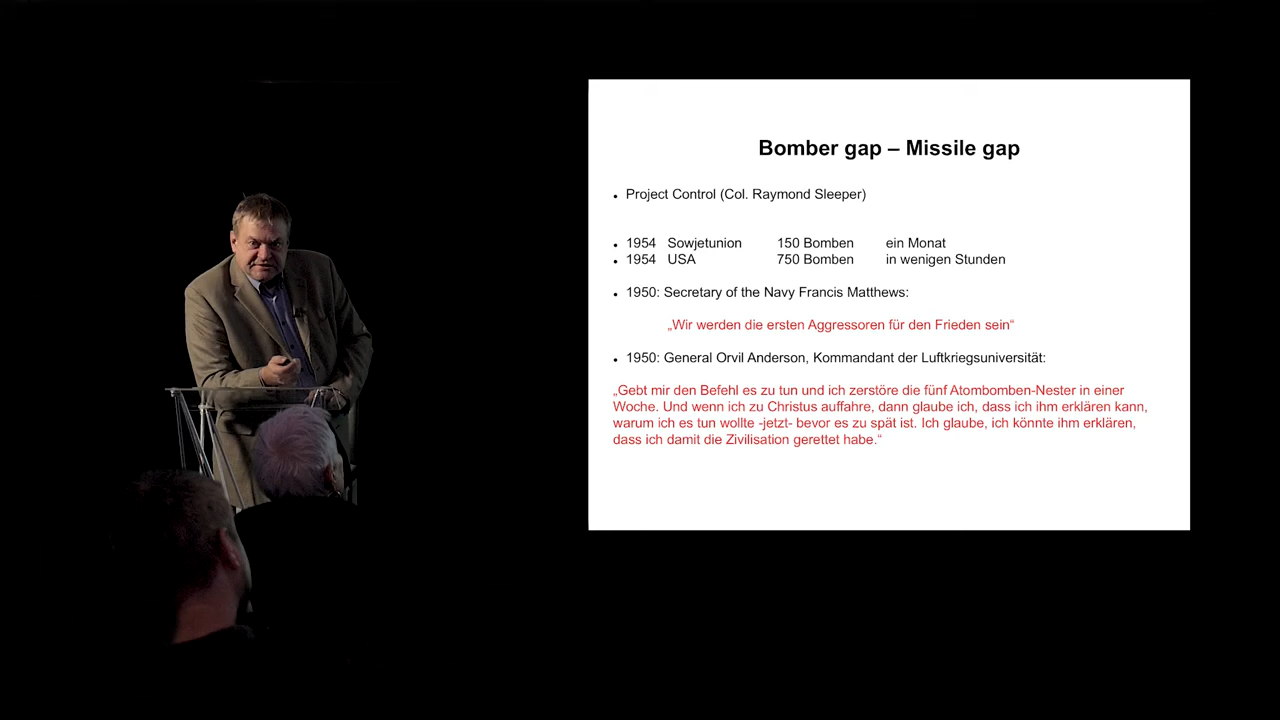 Bomber gap – Missile gap
• Project Control (Col. Raymond Sleeper)
• 1954 Sowjetunion 150 Bomben ein Monat
• 1954 USA 750 Bomben in wenigen Stunden
• 1950: Secretary of the Navy Francis Matthews:
„Wir werden die ersten Aggressoren für den Frieden sein“
• 1950: General Orvil Anderson, Kommandant der Luftkriegsuniversität:
„Gebt mir den Befehl es zu tun und ich zerstöre die fünf Atombomben-Nester in einer
Woche. Und wenn ich zu Christus auffahre, dann glaube ich, dass ich ihm erklären kann,
warum ich es tun wollte -jetzt- bevor es zu spät ist. Ich glaube, ich könnte ihm erklären,
dass ich damit die Zivilisation gerettet habe.“